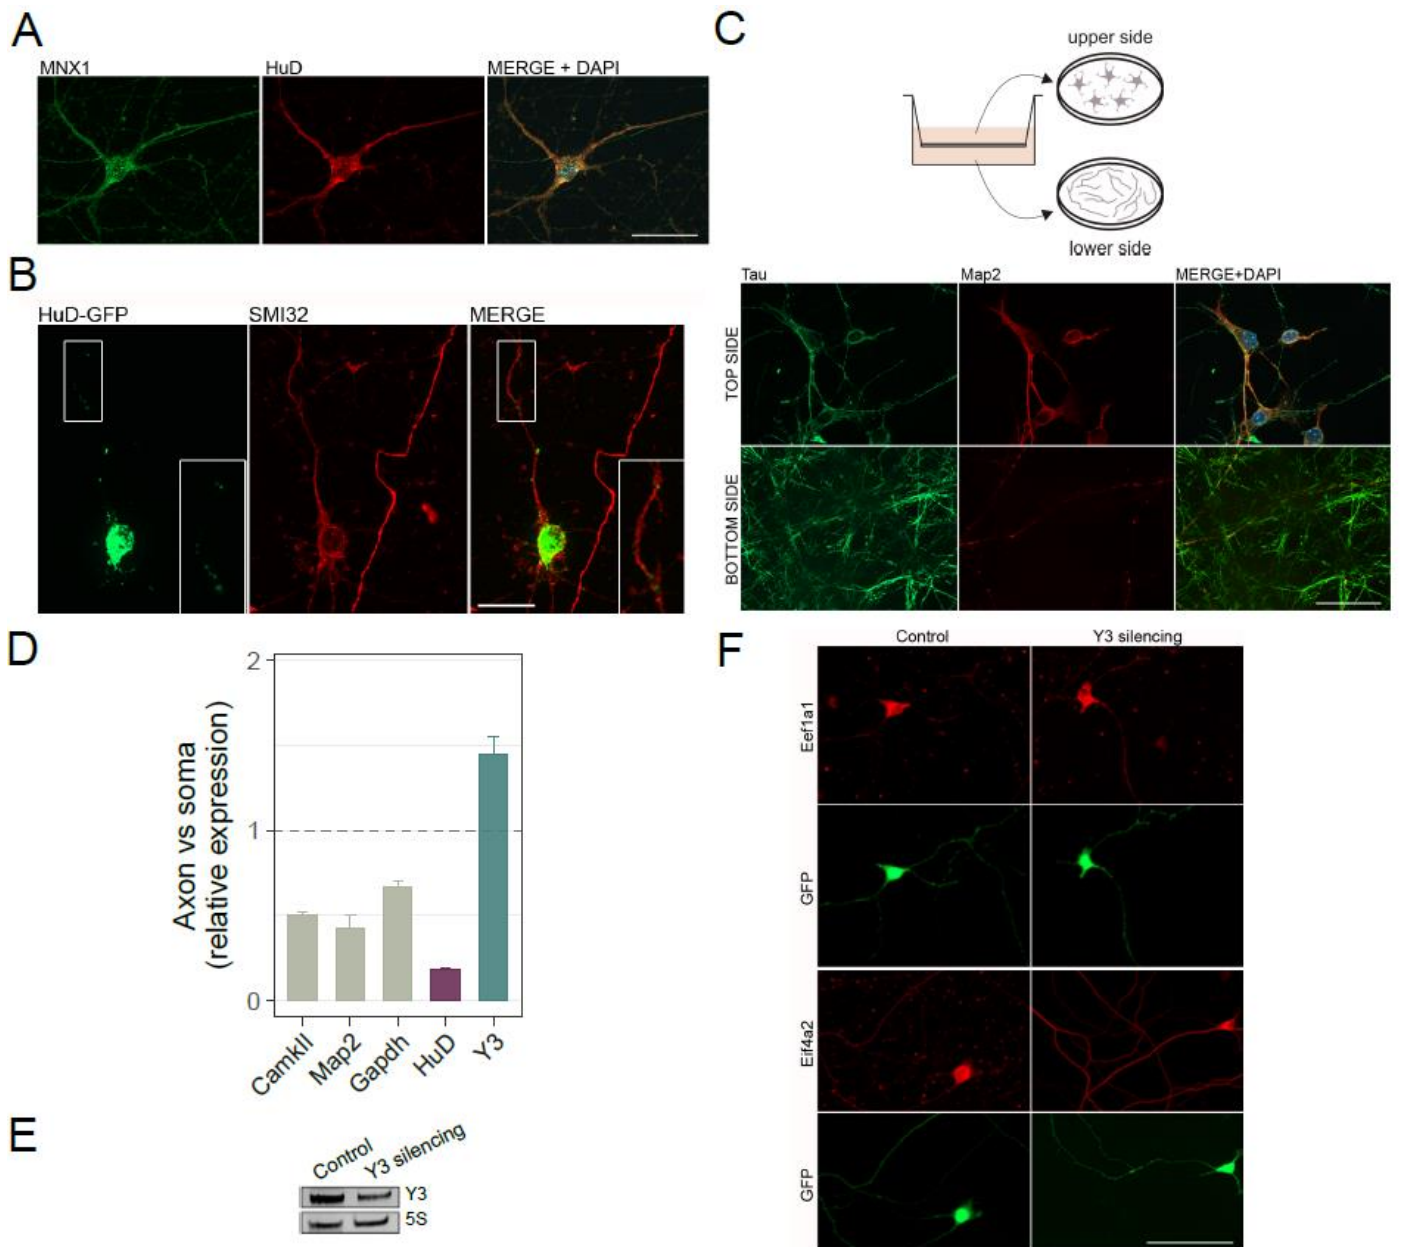 A
MNX1
HuD
MERGE + DAPI
B
HuD-GFP
SMI32
MERGE
C
upper side
lower side
Tau
Map2
MERGE+DAPI
TOP SIDE
BOTTOM SIDE
D
Axon vs soma
(relative expression)
2
1
0
CamkII
Map2
Gapdh
HuD
Y3
E
Control
Y3 silencing
Y3
5S
F
Control
Y3 silencing
Eef1a1
GFP
Eif4a2
GFP